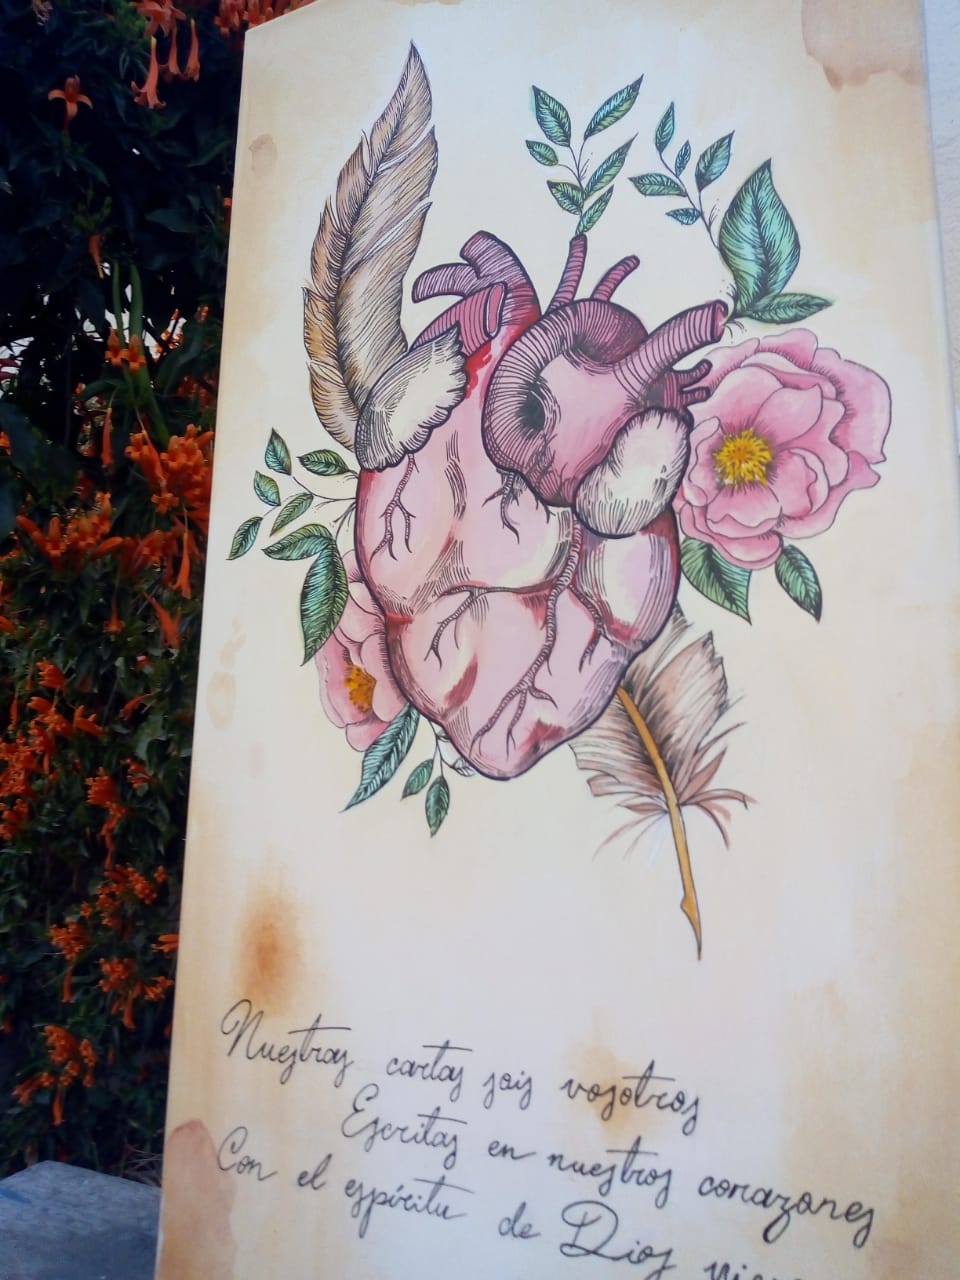 Nuestras cartas sois vosotros
Escritas en nuestros corazones
Con el espíritu de Dios